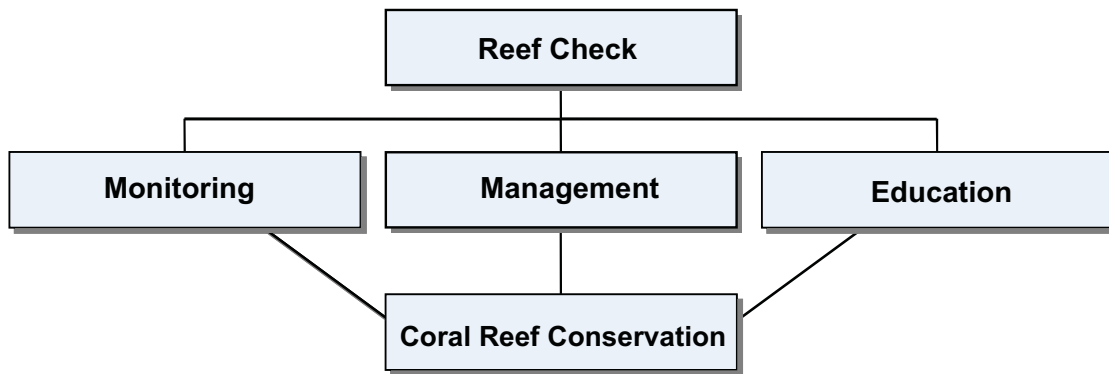 Reef Check
Monitoring
Management
Education
Coral Reef Conservation